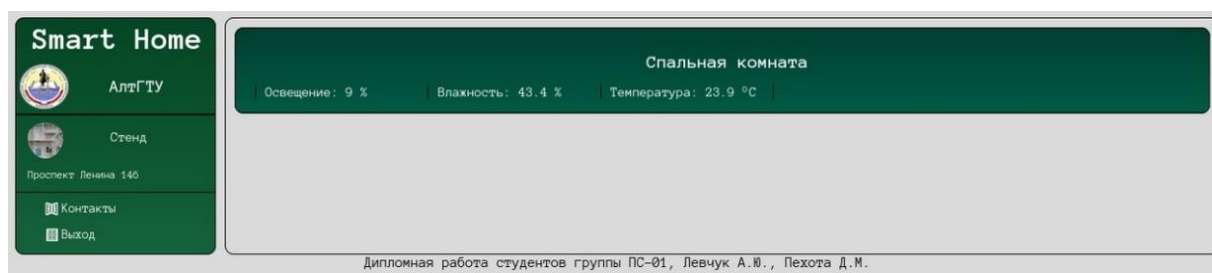 Smart Home
АлтГТУ
Стенд
Проспект Ленина 146
Контакты
Выход
Спальная комната
Освещение: 9 %
Влажность: 43.4 %
Температура: 23.9 °C
Дипломная работа студентов группы ПС-01, Левчук А.Ю., Пехота Д.М.